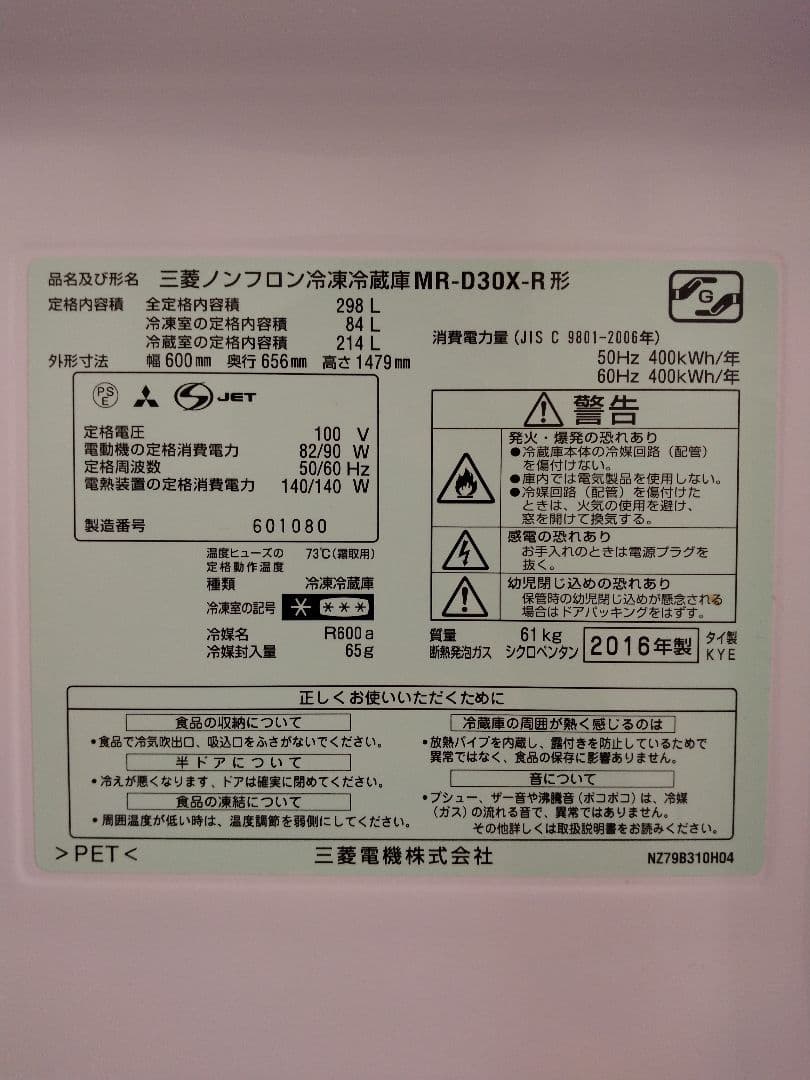 品名及び形名 三菱ノンフロン冷凍冷蔵庫MR-D30X-R形
定格内容積 全定格内容積 298 L
冷凍室の定格内容積 84 L
冷蔵室の定格内容積 214 L
外形寸法 幅600mm 奥行656mm 高さ1479mm
G
消費電力量(JIS C 9801-2006年)
50Hz 400kWh/年
60Hz 400kWh/年
PS
E
S JET
定格電圧 100 V
電動機の定格消費電力 82/90 W
定格周波数 50/60 Hz
電熱装置の定格消費電力 140/140 W
製造番号 601080
温度ヒューズの 73℃(霜取用)
定格動作温度
種類 冷凍冷蔵庫
冷凍室の記号 * ***
冷媒名 R600a
冷媒封入量 65g
警告
発火・爆発の恐れあり
●冷蔵庫本体の冷媒回路(配管)
を傷付けない。
●庫内では電気製品を使用しない。
●冷媒回路(配管)を傷付けた
ときは、火気の使用を避け、
窓を開けて換気する。
感電の恐れあり
お手入れのときは電源プラグを
抜く。
幼児閉じ込めの恐れあり
保管時の幼児閉じ込めが懸念される
場合はドアパッキングをはずす。
質量 61kg
断熱発泡ガス シクロペンタン
2016年製
タイ製
KYE
正しくお使いいただくために
食品の収納について
・食品で冷気吹出口、吸込口をふさがないでください。
半ドアについて
・冷えが悪くなります、ドアは確実に閉めてください。
食品の凍結について
・周囲温度が低い時は、温度調節を弱側にしてください。
冷蔵庫の周囲が熱く感じるのは
・放熱パイプを内蔵し、露付きを防止しているためで
異常ではなく、食品の保存に影響ありません。
音について
・プシュー、ザー音や沸騰音(ポコポコ)は、冷媒
(ガス)の流れる音で、異常ではありません。
その他詳しくは取扱説明書をお読みください。
>PET<
三菱電機株式会社
NZ79B310H04